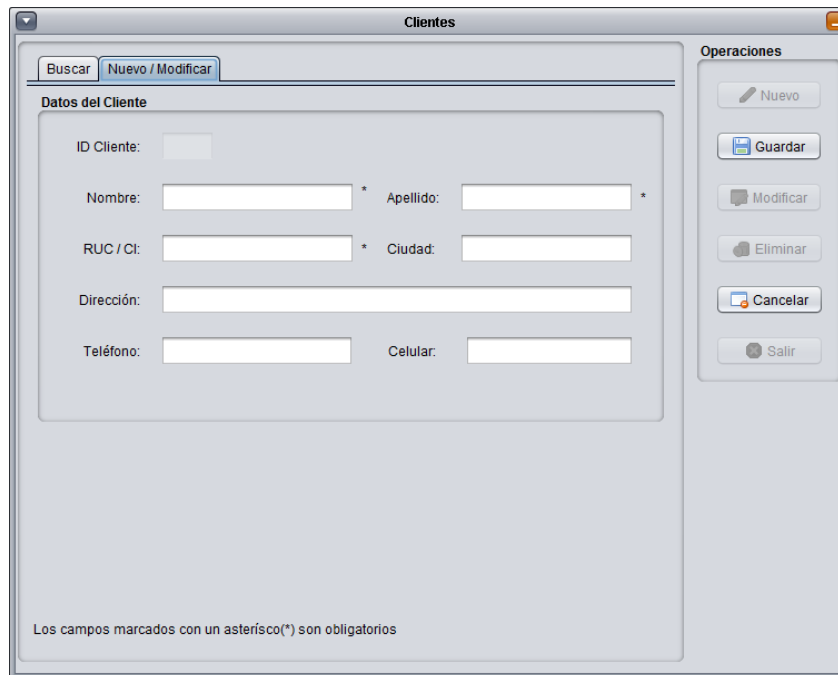 Clientes
Buscar Nuevo / Modificar
Datos del Cliente
ID Cliente:
Nombre: * Apellido: *
RUC / CI: * Ciudad:
Dirección:
Teléfono: Celular:
Los campos marcados con un asterísco(*) son obligatorios
Operaciones
Nuevo
Guardar
Modificar
Eliminar
Cancelar
Salir